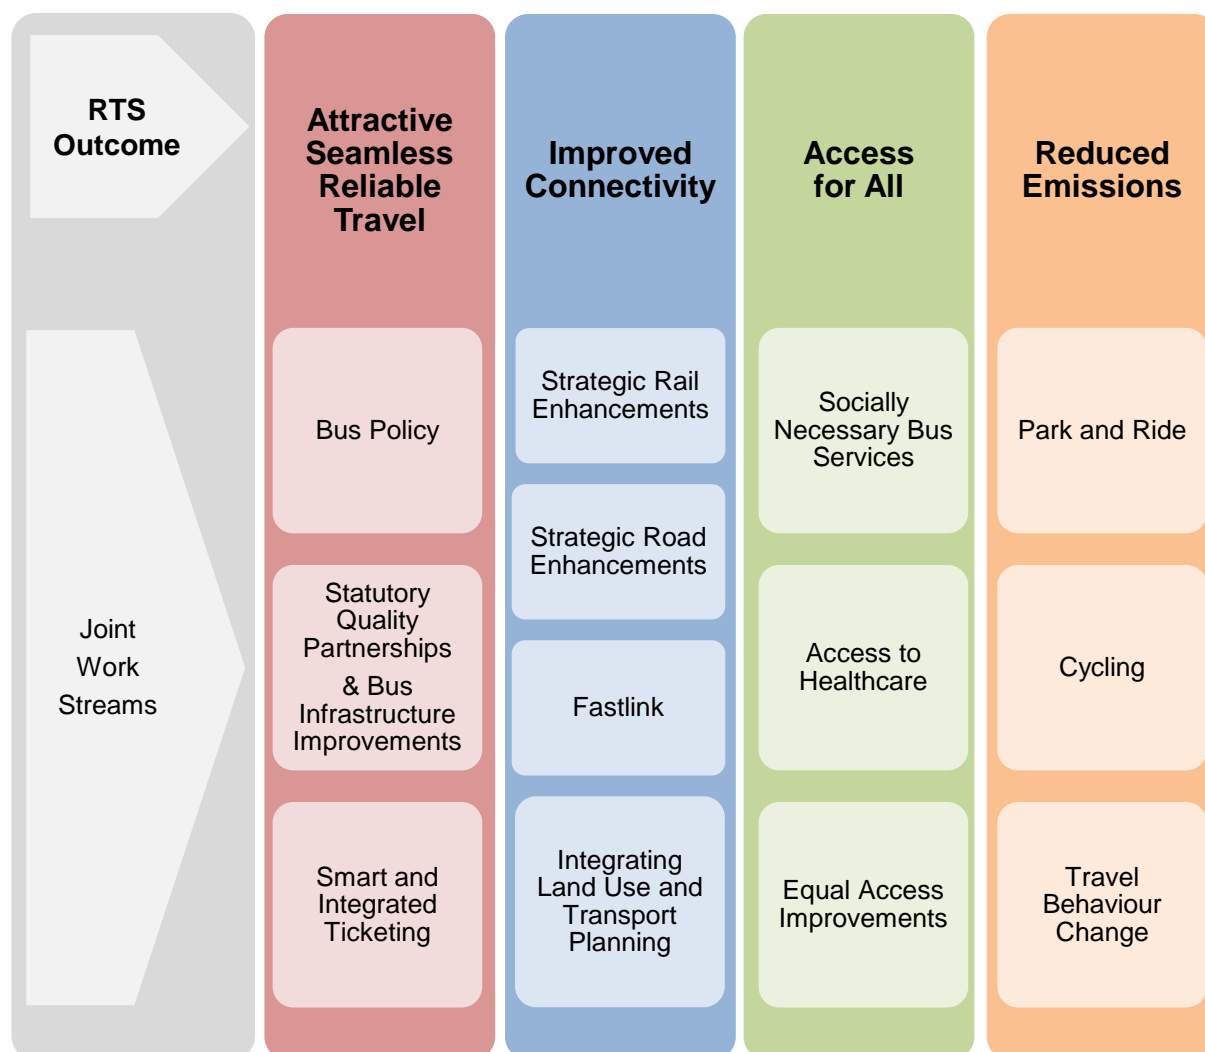 RTS
Outcome
Attractive
Seamless
Reliable
Travel
Improved
Connectivity
Access
for All
Reduced
Emissions
Joint
Work
Streams
Bus Policy
Statutory
Quality
Partnerships
& Bus
Infrastructure
Improvements
Smart and
Integrated
Ticketing
Strategic Rail
Enhancements
Strategic Road
Enhancements
Fastlink
Integrating
Land Use and
Transport
Planning
Socially
Necessary Bus
Services
Access to
Healthcare
Equal Access
Improvements
Park and Ride
Cycling
Travel
Behaviour
Change